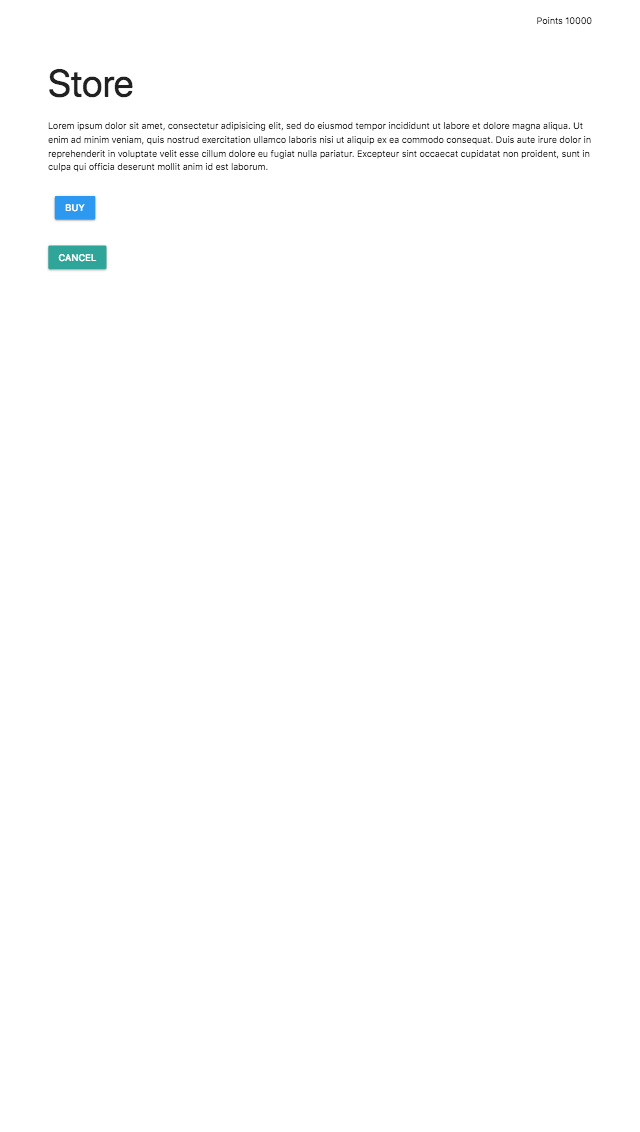 Points 10000
Store
Lorem ipsum dolor sit amet, consectetur adipisicing elit, sed do eiusmod tempor incididunt ut labore et dolore magna aliqua. Ut
enim ad minim veniam, quis nostrud exercitation ullamco laboris nisi ut aliquip ex ea commodo consequat. Duis aute irure dolor in
reprehenderit in voluptate velit esse cillum dolore eu fugiat nulla pariatur. Excepteur sint occaecat cupidatat non proident, sunt in
culpa qui officia deserunt mollit anim id est laborum.
BUY
CANCEL